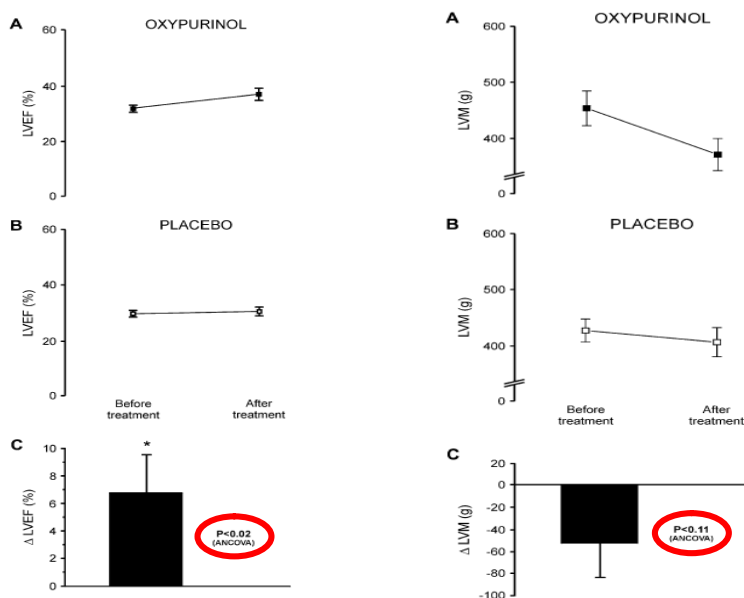 A
OXYPURINOL
LVEF (%)
60
40
20
0
B
PLACEBO
LVEF (%)
60
40
20
0
Before
treatment
After
treatment
C
Δ LVEF (%)
10
8
6
4
2
0
*
P<0.02
(ANCOVA)
A
OXYPURINOL
LVM (g)
600
500
400
0
B
PLACEBO
LVM (g)
600
500
400
0
Before
treatment
After
treatment
C
Δ LVM (g)
20
0
-20
-40
-60
-80
-100
P<0.11
(ANCOVA)